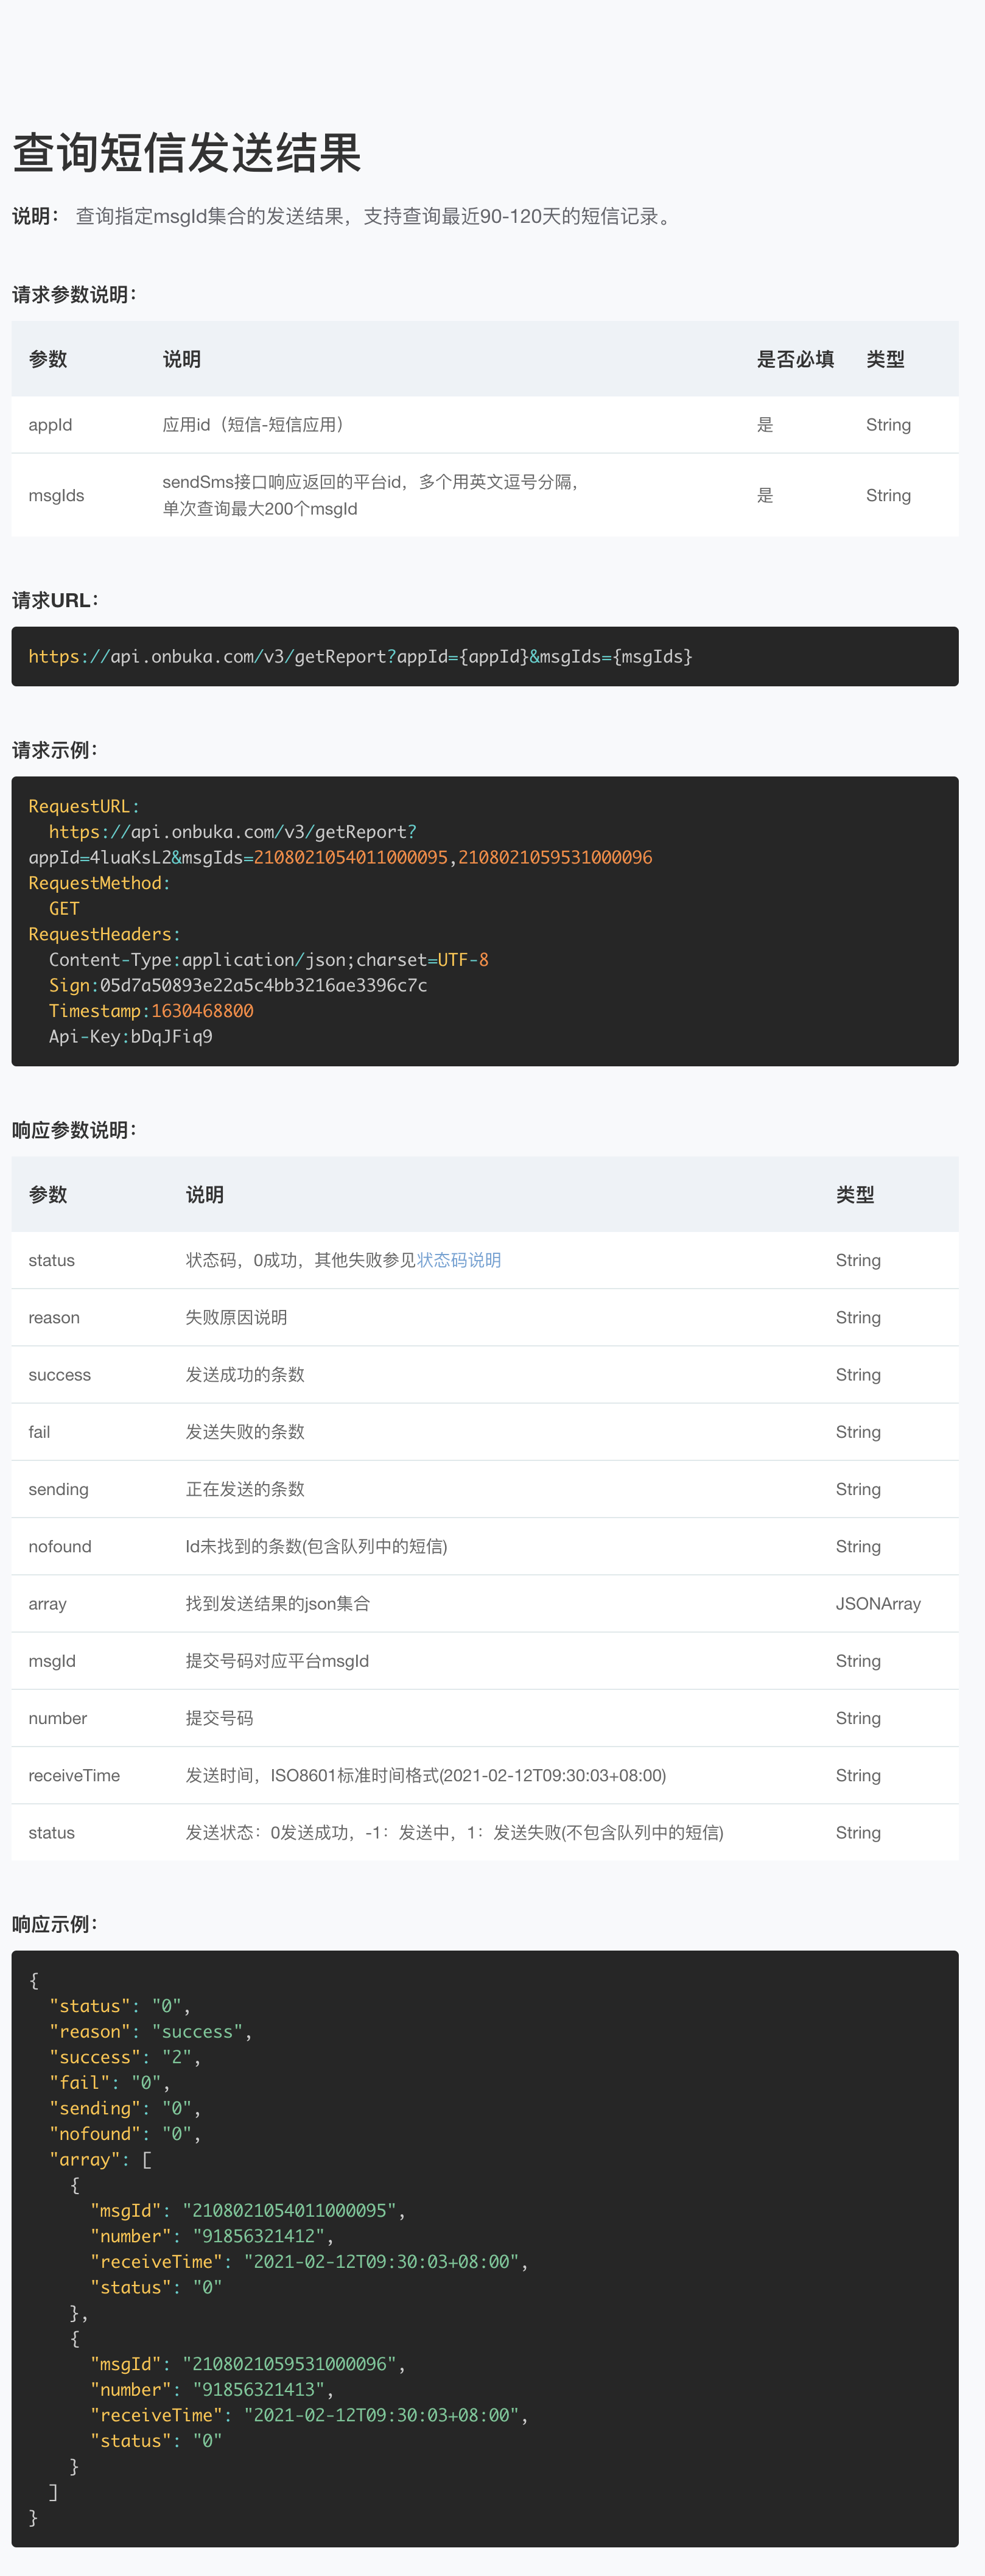 查询短信发送结果
说明： 查询指定msgId集合的发送结果，支持查询最近90-120天的短信记录。
请求参数说明：
参数 说明 是否必填 类型
appId 应用id（短信-短信应用） 是 String
msgIds sendSms接口响应返回的平台id，多个用英文逗号分隔， 是 String
单次查询最大200个msgId
请求URL：
https://api.onbuka.com/v3/getReport?appId={appId}&msgIds={msgIds}
请求示例：
RequestURL:
  https://api.onbuka.com/v3/getReport?
appId=4luaKsL2&msgIds=2108021054011000095,2108021059531000096
RequestMethod:
  GET
RequestHeaders:
  Content-Type:application/json;charset=UTF-8
  Sign:05d7a50893e22a5c4bb3216ae3396c7c
  Timestamp:1630468800
  Api-Key:bDqJFiq9
响应参数说明：
参数 说明 类型
status 状态码，0成功，其他失败参见状态码说明 String
reason 失败原因说明 String
success 发送成功的条数 String
fail 发送失败的条数 String
sending 正在发送的条数 String
nofound Id未找到的条数(包含队列中的短信) String
array 找到发送结果的json集合 JSONArray
msgId 提交号码对应平台msgId String
number 提交号码 String
receiveTime 发送时间，ISO8601标准时间格式(2021-02-12T09:30:03+08:00) String
status 发送状态：0发送成功，-1：发送中，1：发送失败(不包含队列中的短信) String
响应示例：
{
  "status": "0",
  "reason": "success",
  "success": "2",
  "fail": "0",
  "sending": "0",
  "nofound": "0",
  "array": [
    {
      "msgId": "2108021054011000095",
      "number": "91856321412",
      "receiveTime": "2021-02-12T09:30:03+08:00",
      "status": "0"
    },
    {
      "msgId": "2108021059531000096",
      "number": "91856321413",
      "receiveTime": "2021-02-12T09:30:03+08:00",
      "status": "0"
    }
  ]
}